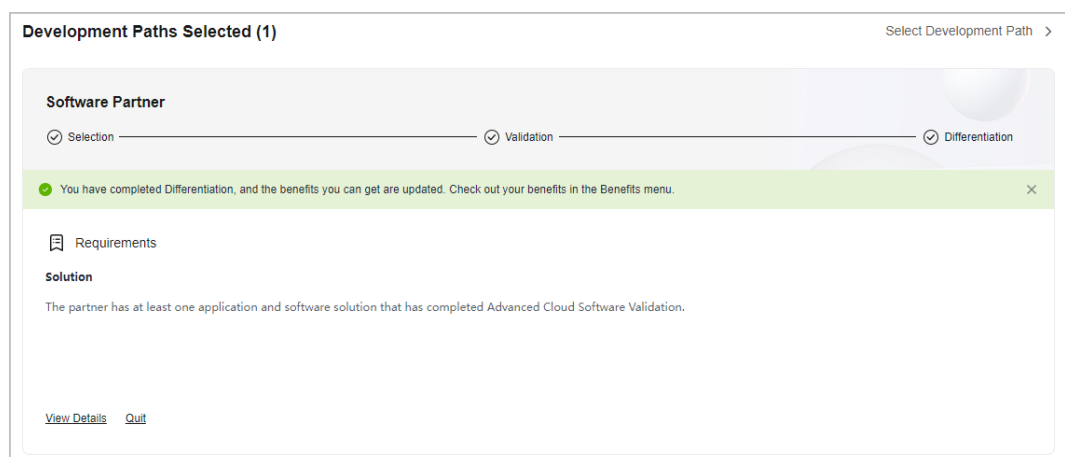 Development Paths Selected (1)
Select Development Path
Software Partner
Selection
Validation
Differentiation
You have completed Differentiation, and the benefits you can get are updated. Check out your benefits in the Benefits menu.
Requirements
Solution
The partner has at least one application and software solution that has completed Advanced Cloud Software Validation.
View Details
Quit